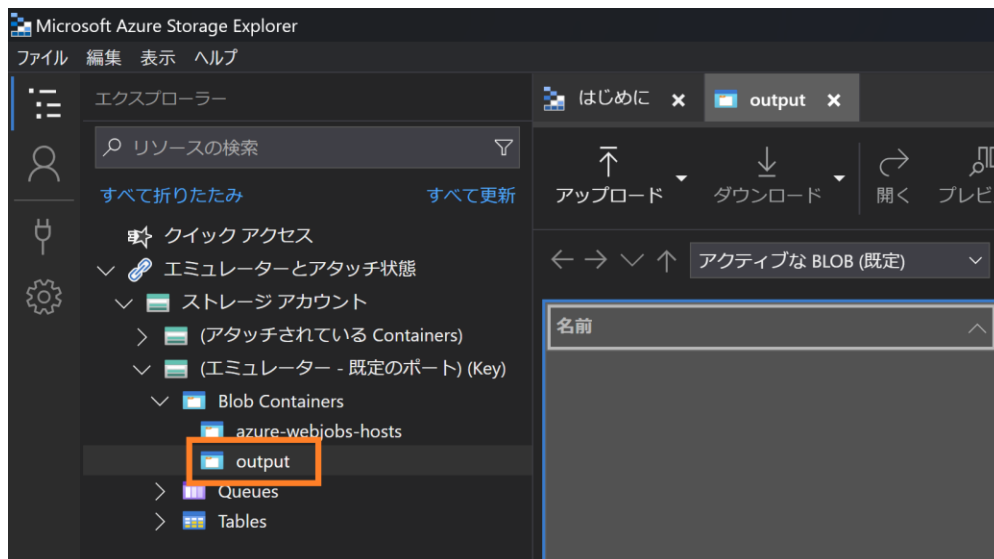 Microsoft Azure Storage Explorer
ファイル 編集 表示 ヘルプ
エクスプローラー
リソースの検索
すべて折りたたみ すべて更新
クイック アクセス
エミュレーターとアタッチ状態
ストレージ アカウント
(アタッチされている Containers)
(エミュレーター - 既定のポート) (Key)
Blob Containers
azure-webjobs-hosts
output
Queues
Tables
はじめに output
アップロード ダウンロード 開く プレビ
アクティブな BLOB (既定)
名前